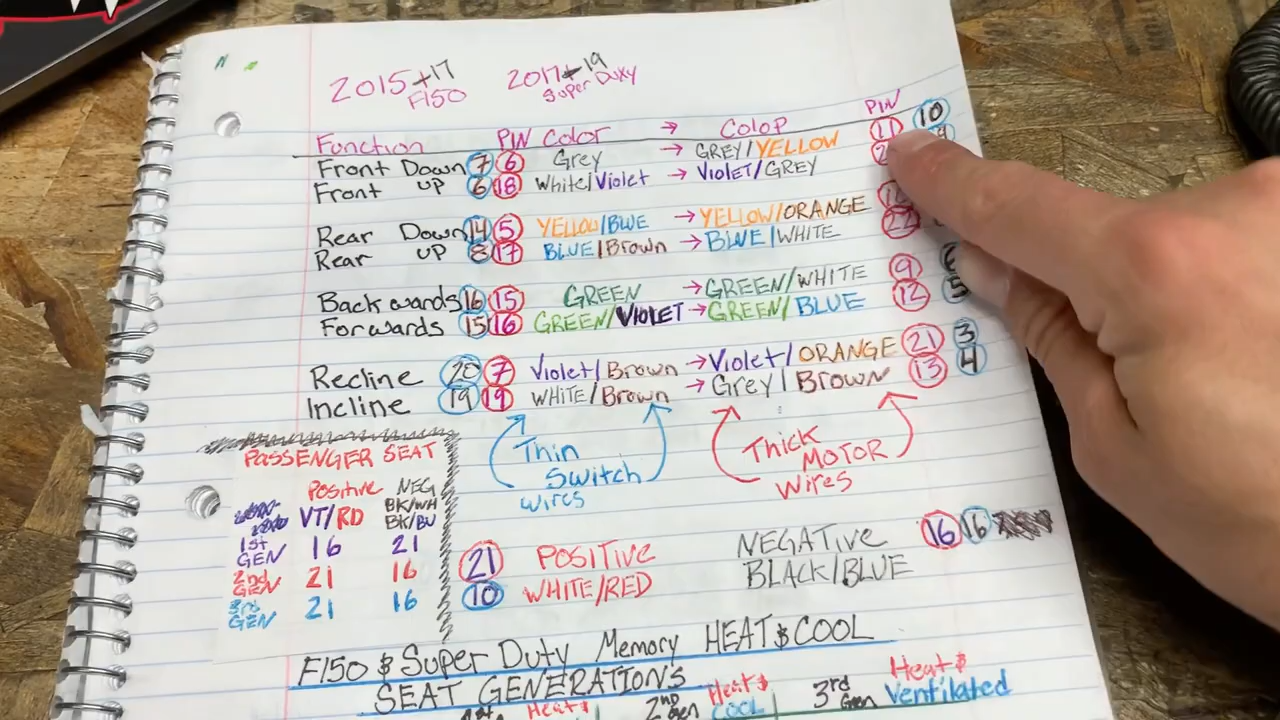 2015+17 F150 2017+19 Super Duty
Function PIN Color → Colop PIN
Front Down 7 6 Grey → GREY/YELLOW 11 10
Front UP 6 18 White/Violet → VIOLET/GREY
Rear Down 14 5 YELLOW/BLUE → YELLOW/ORANGE
Rear UP 8 17 BLUE/Brown → BLUE/WHITE 22
Backwards 16 15 GREEN → GREEN/WHITE 9
Forwards 15 16 GREEN/VIOLET → GREEN/BLUE 12 5
Recline 20 7 Violet/Brown → Violet/ORANGE 21 3
Incline 19 19 WHITE/Brown → Grey/Brown 13 4
Thin Switch wires
Thick MOTOR Wires
PASSENGER SEAT
Positive NEG
VT/RD BK/WH BK/BU
1st GEN 16 21
2nd GEN 21 16
3rd GEN 21 16
21 POSITIVE NEGATIVE 16 16
10 WHITE/RED BLACK/BLUE
F150 & Super Duty Memory HEAT & COOL
SEAT GENERATION'S
Heat & 2nd Gen Heat & COOL 3rd Gen Heat & Ventilated